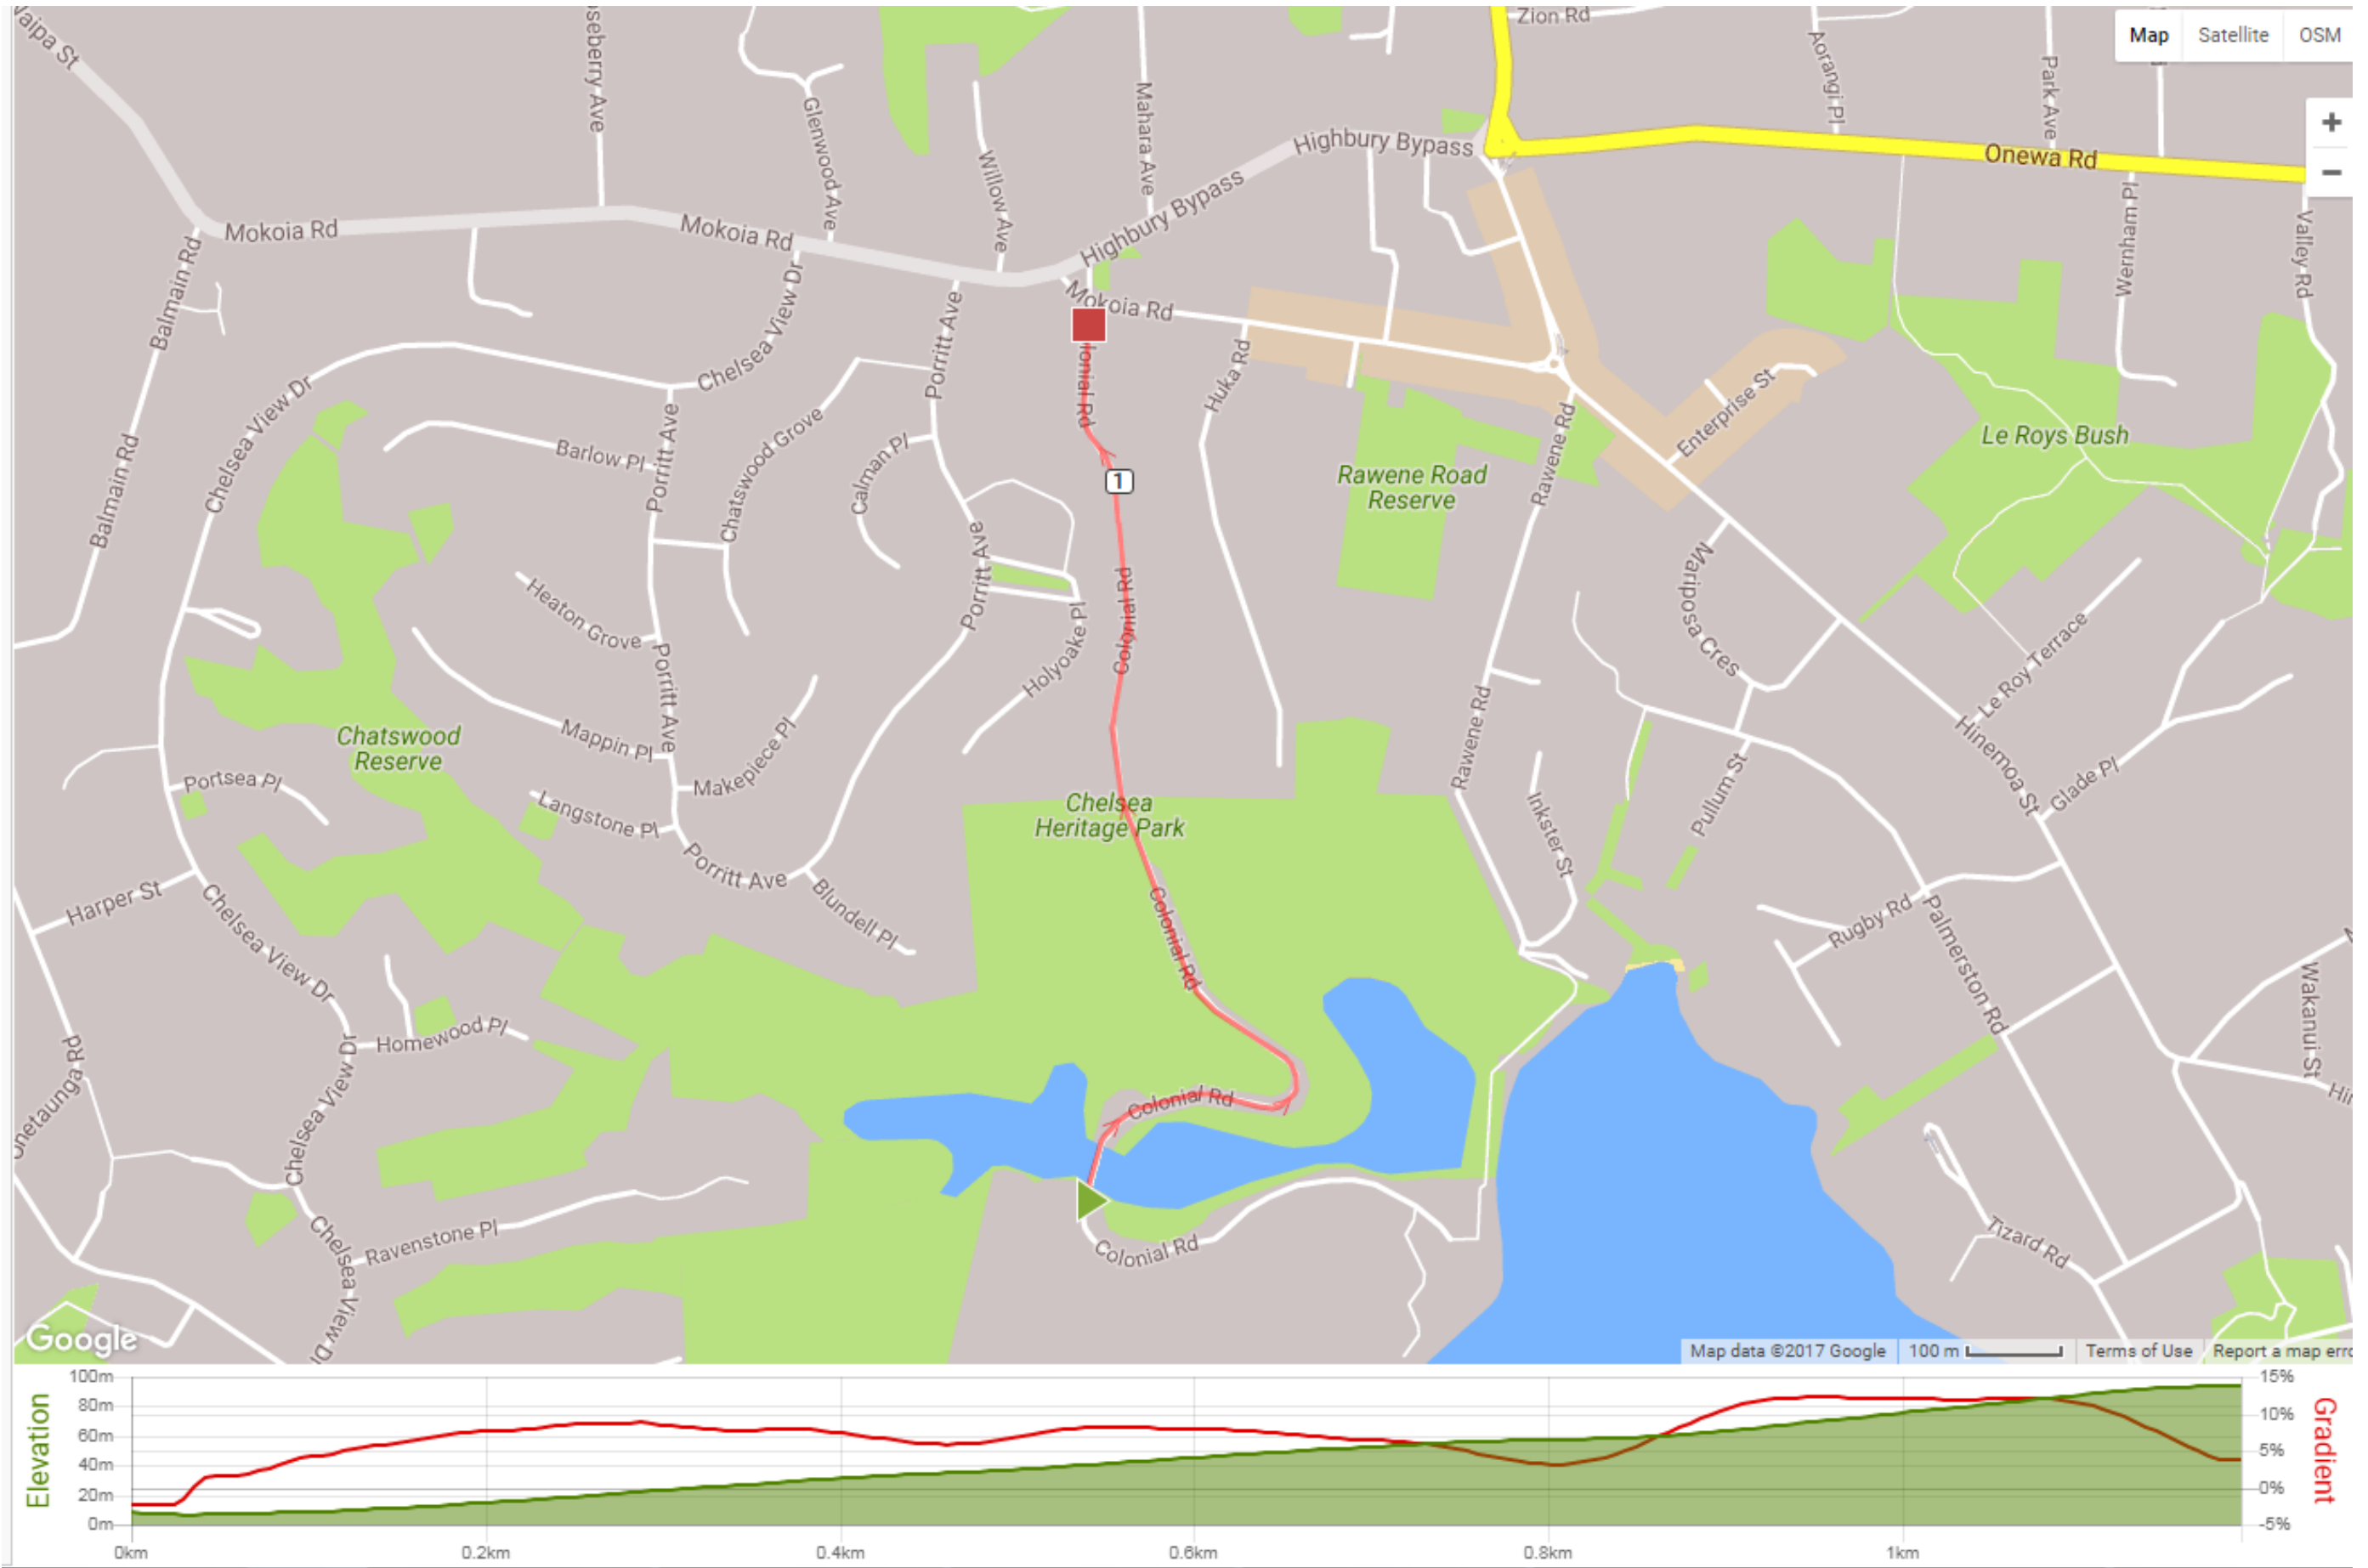 Zion Rd
Map
Satellite
OSM
Glenwood Ave
Willow Ave
Mahara Ave
Highbury Bypass
Aorangi Pl
Park Ave
Onewa Rd
+
−
Mokoia Rd
Mokoia Rd
Highbury Bypass
Mokoia Rd
Balmain Rd
Chelsea View Dr
Porritt Ave
Huka Rd
Wernham Pl
Valley Rd
Chelsea View Dr
Balmain Rd
Barlow Pl
Porritt Ave
Chatswood Grove
Calman Pl
1
Rawene Road
Reserve
Rawene Rd
Enterprise St
Le Roys Bush
Heaton Grove
Porritt Ave
Holyoake Pl
Colonial Rd
Mariposa Cres
Le Roy Terrace
Chatswood
Reserve
Mappin Pl
Porritt Ave
Makepiece Pl
Rawene Rd
Hinemoa St
Glade Pl
Portsea Pl
Langstone Pl
Chelsea
Heritage Park
Inkster St
Pullum St
Harper St
Chelsea View Dr
Porritt Ave
Blundell Pl
Colonial Rd
Rugby Rd
Palmerston Rd
Wakanui St
Homewood Pl
Chelsea View Dr
Colonial Rd
Ravenstone Pl
Chelsea View Dr
Colonial Rd
Tizard Rd
Google
Map data ©2017 Google
100 m
Terms of Use
Report a map
Elevation
100m
80m
60m
40m
20m
0m
15%
10%
5%
0%
-5%
Gradient
0km
0.2km
0.4km
0.6km
0.8km
1km